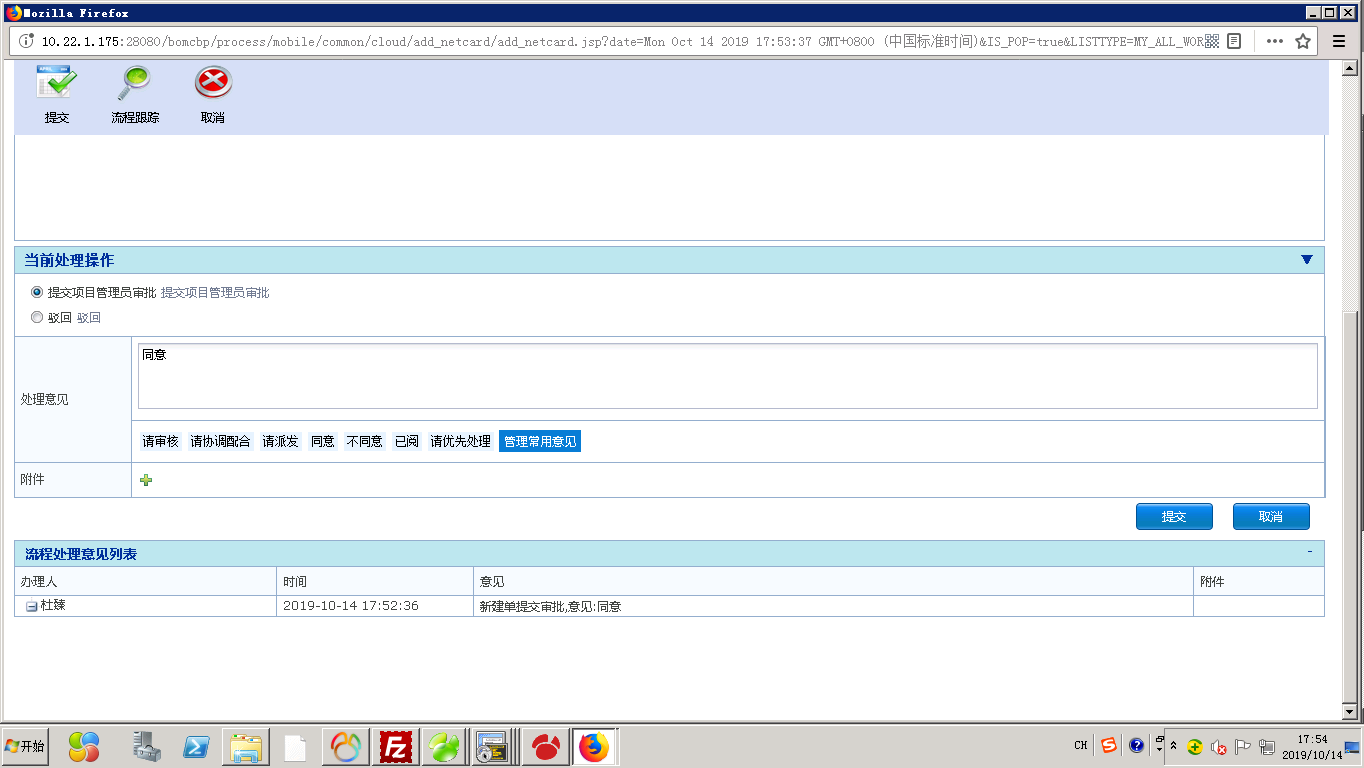 Mozilla Firefox
10.22.1.175:28080/bomcbp/process/mobile/common/cloud/add_netcard/add_netcard.jsp?date=Mon Oct 14 2019 17:53:37 GMT+0800 (中国标准时间)&IS_POP=true&LISTTYPE=MY_ALL_WOR
提交 流程跟踪 取消
当前处理操作
提交项目管理员审批 提交项目管理员审批
驳回 驳回
同意
处理意见
请审核 请协调配合 请派发 同意 不同意 已阅 请优先处理 管理常用意见
附件
提交 取消
流程处理意见列表 -
办理人 时间 意见 附件
杜臻 2019-10-14 17:52:36 新建单提交审批,意见:同意
开始 CH 17:54
2019/10/14